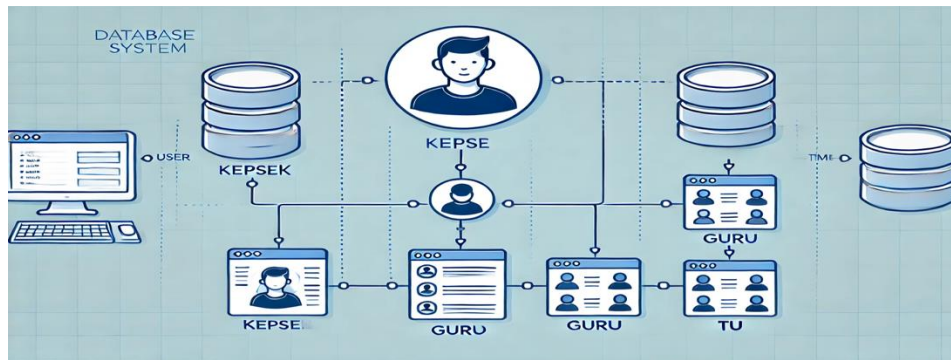 DATABASE
SYSTEM
KEPSE
USER
KEPSEK
TIME
GURU
KEPSE
GURU
GURU
TU